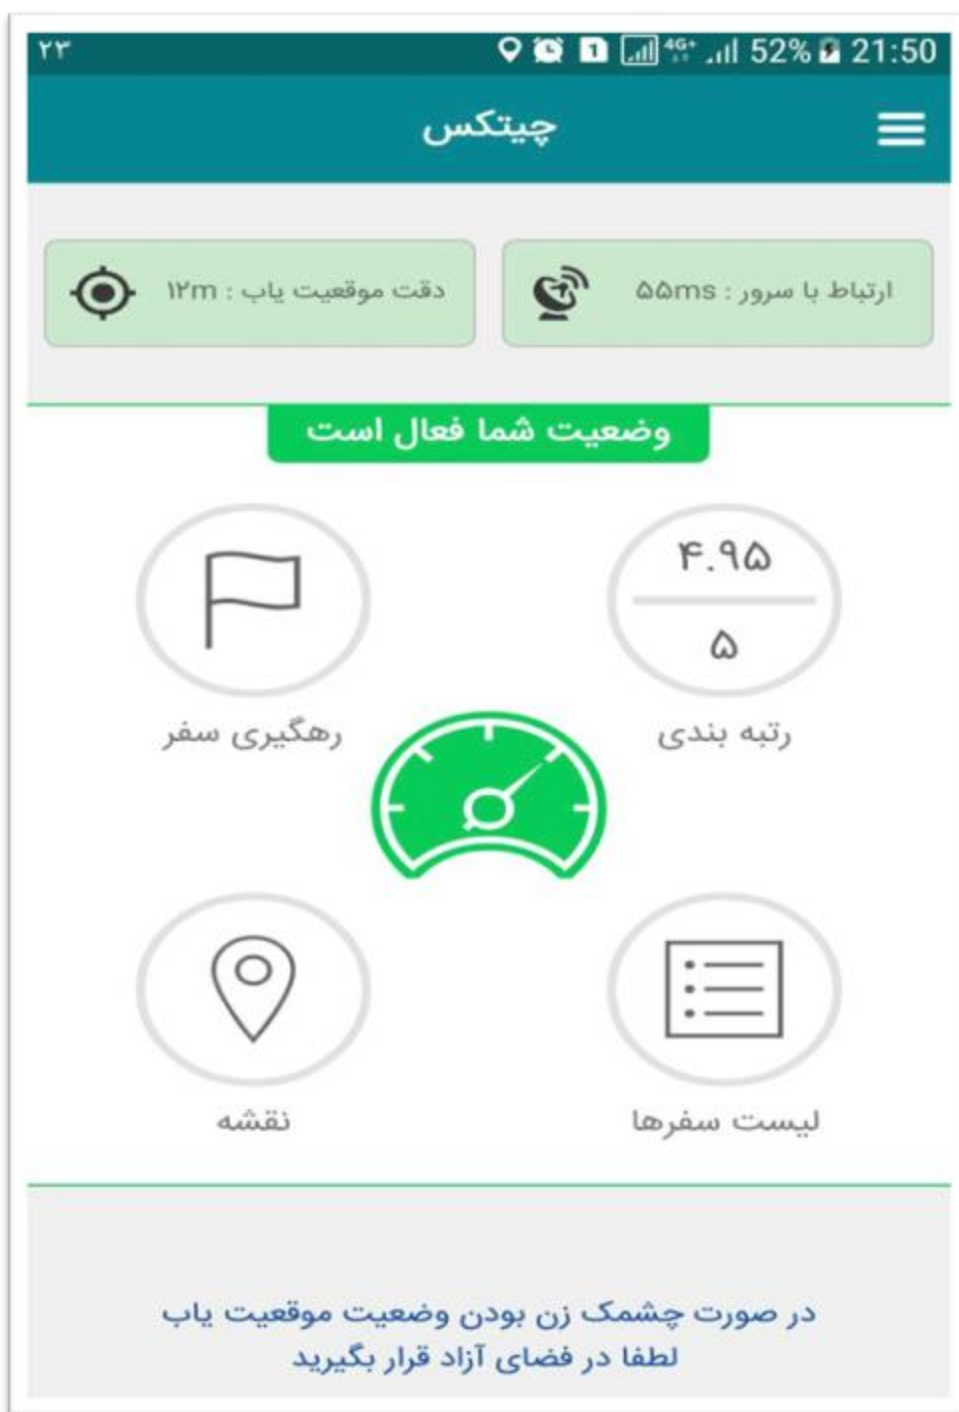 ۲۳ 1 4G+ 52% 21:50
چیتکس
ارتباط با سرور : ۵۵ms
دقت موقعیت یاب : ۱۲m
وضعیت شما فعال است
۴.۹۵
۵
رتبه بندی
رهگیری سفر
لیست سفرها
نقشه
در صورت چشمک زن بودن وضعیت موقعیت یاب
لطفا در فضای آزاد قرار بگیرید